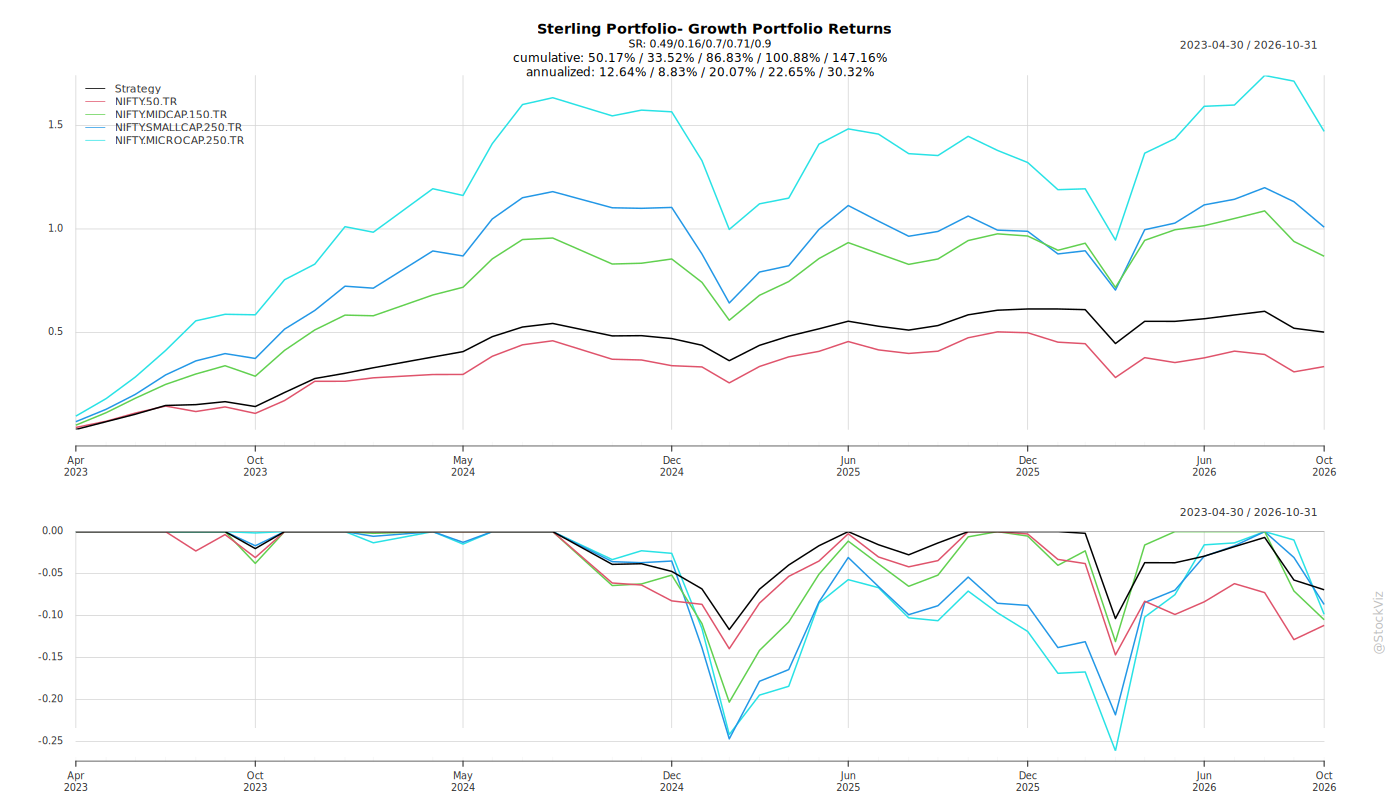 Sterling Portfolio- Growth Portfolio Returns
SR: 0.49/0.16/0.7/0.71/0.9
cumulative: 50.17% / 33.52% / 86.83% / 100.88% / 147.16%
annualized: 12.64% / 8.83% / 20.07% / 22.65% / 30.32%
2023-04-30 / 2026-10-31
Strategy
NIFTY.50.TR
NIFTY.MIDCAP.150.TR
NIFTY.SMALLCAP.250.TR
NIFTY.MICROCAP.250.TR
1.5
1.0
0.5
Apr Oct May Dec Jun Dec Jun Oct
2023 2023 2024 2024 2025 2025 2026 2026
2023-04-30 / 2026-10-31
0.00
-0.05
-0.10
-0.15
-0.20
-0.25
Apr Oct May Dec Jun Dec Jun Oct
2023 2023 2024 2024 2025 2025 2026 2026
@StockViz